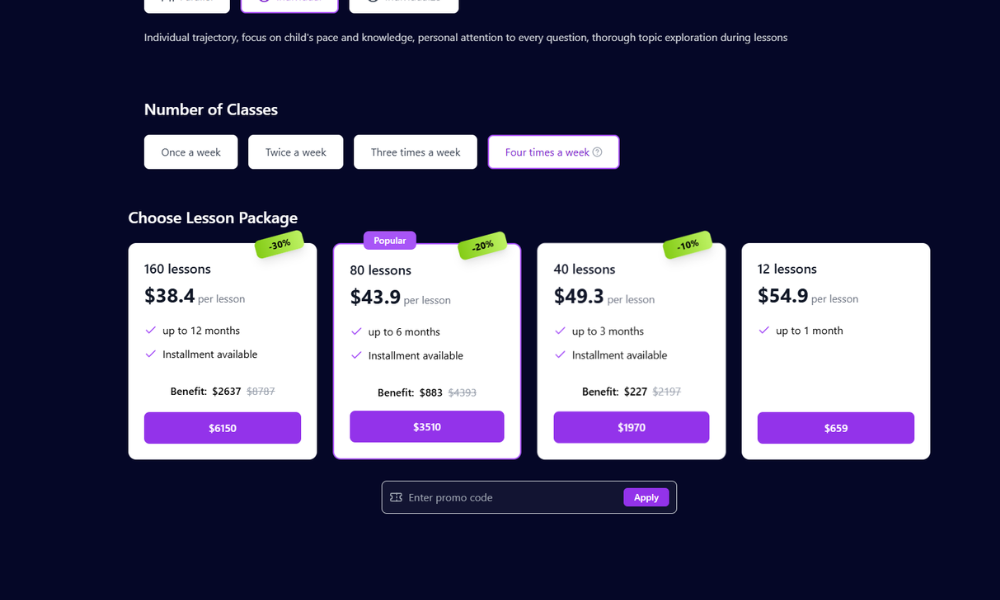 Individual trajectory, focus on child's pace and knowledge, personal attention to every question, thorough topic exploration during lessons
Number of Classes
Once a week
Twice a week
Three times a week
Four times a week
Choose Lesson Package
-30%
160 lessons
$38.4 per lesson
up to 12 months
Installment available
Benefit: $2637 $8787
$6150
Popular
-20%
80 lessons
$43.9 per lesson
up to 6 months
Installment available
Benefit: $883 $4393
$3510
-10%
40 lessons
$49.3 per lesson
up to 3 months
Installment available
Benefit: $227 $2197
$1970
12 lessons
$54.9 per lesson
up to 1 month
$659
Enter promo code
Apply